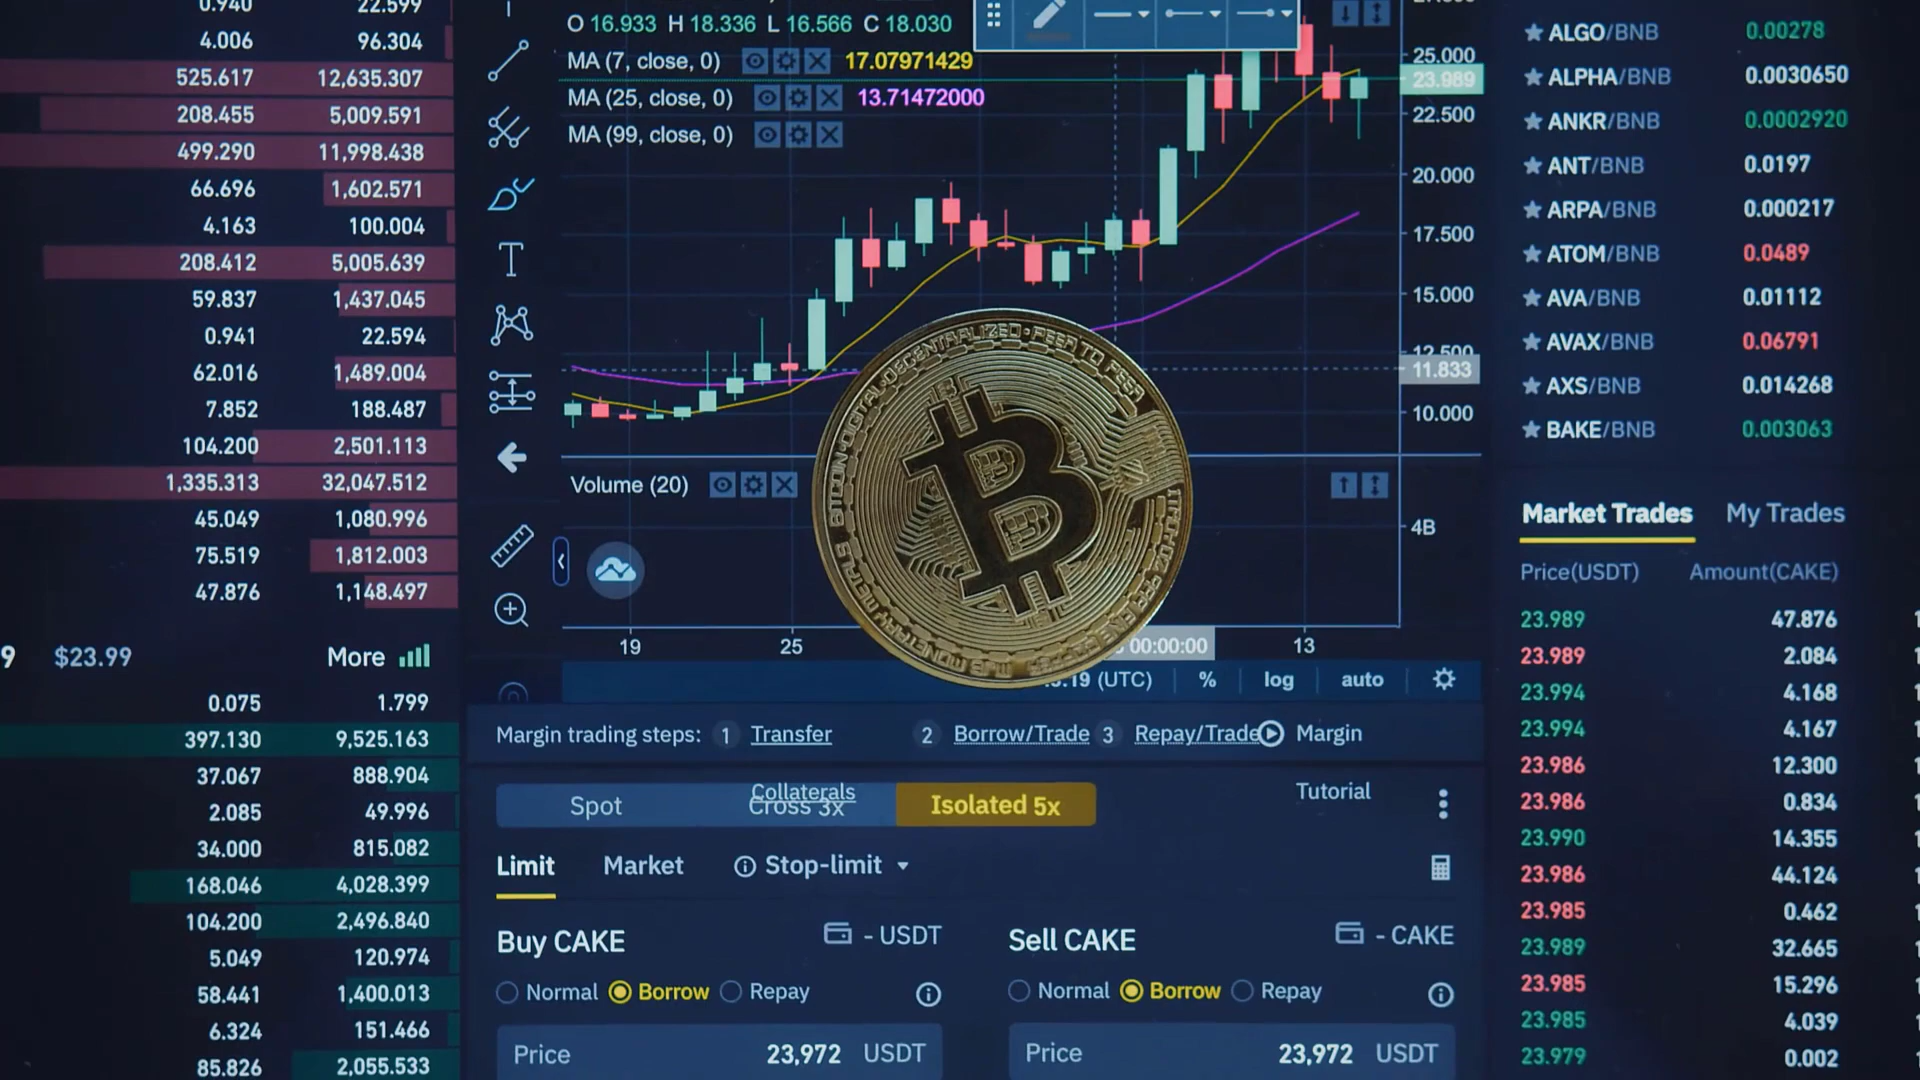 0.940 22.599
4.006 96.304
525.617 12,635.307
208.455 5,009.591
499.290 11,998.438
66.696 1,602.571
4.163 100.004
208.412 5,005.639
59.837 1,437.045
0.941 22.594
62.016 1,489.004
7.852 188.487
104.200 2,501.113
1,335.313 32,047.512
45.049 1,080.996
75.519 1,812.003
47.876 1,148.497
9 $23.99 More
0.075 1.799
397.130 9,525.163
37.067 888.904
2.085 49.996
34.000 815.082
168.046 4,028.399
104.200 2,496.840
5.049 120.974
58.441 1,400.013
6.324 151.466
85.826 2,055.533
O 16.933 H 18.336 L 16.566 C 18.030
MA (7, close, 0) 17.07971429
MA (25, close, 0) 13.71472000
MA (99, close, 0)
25.000
23.989
22.500
20.000
17.500
15.000
12.500
11.833
10.000
Volume (20)
4B
BITCOIN·DIGITAL·DECENTRALIZED·PEER TO PEER
19 25 00:00:00 13
:19 (UTC) % log auto
Margin trading steps: 1 Transfer 2 Borrow/Trade 3 Repay/Trade Margin
Collaterals Tutorial
Spot Cross 3x Isolated 5x
Limit Market Stop-limit
Buy CAKE - USDT Sell CAKE - CAKE
Normal Borrow Repay Normal Borrow Repay
Price 23,972 USDT Price 23,972 USDT
ALGO/BNB 0.00278
ALPHA/BNB 0.0030650
ANKR/BNB 0.0002920
ANT/BNB 0.0197
ARPA/BNB 0.000217
ATOM/BNB 0.0489
AVA/BNB 0.01112
AVAX/BNB 0.06791
AXS/BNB 0.014268
BAKE/BNB 0.003063
Market Trades My Trades
Price(USDT) Amount(CAKE)
23.989 47.876
23.989 2.084
23.994 4.168
23.994 4.167
23.986 12.300
23.986 0.834
23.990 14.355
23.986 44.124
23.985 0.462
23.989 32.665
23.985 15.296
23.985 4.039
23.979 0.002